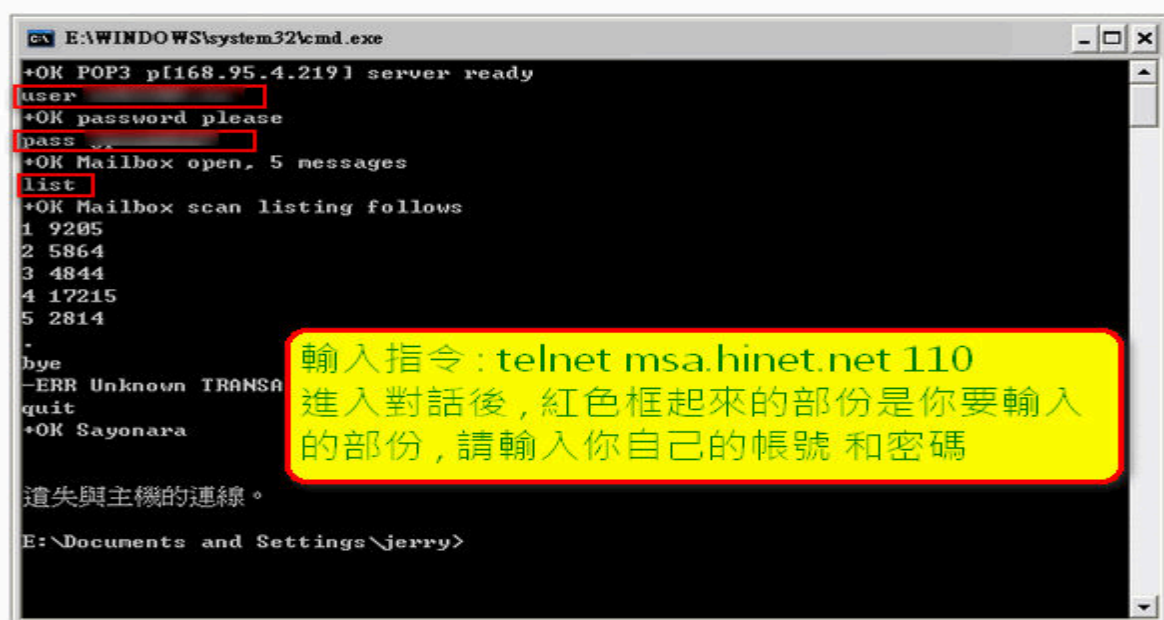 E:\WINDOWS\system32\cmd.exe
+OK POP3 p[168.95.4.219] server ready
user
+OK password please
pass
+OK Mailbox open, 5 messages
list
+OK Mailbox scan listing follows
1 9205
2 5864
3 4844
4 17215
5 2814
.
bye
-ERR Unknown TRANSA
quit
+OK Sayonara
輸入指令 : telnet msa.hinet.net 110
進入對話後 , 紅色框起來的部份是你要輸入
的部份 , 請輸入你自己的帳號 和密碼
遺失與主機的連線。
E:\Documents and Settings\jerry>